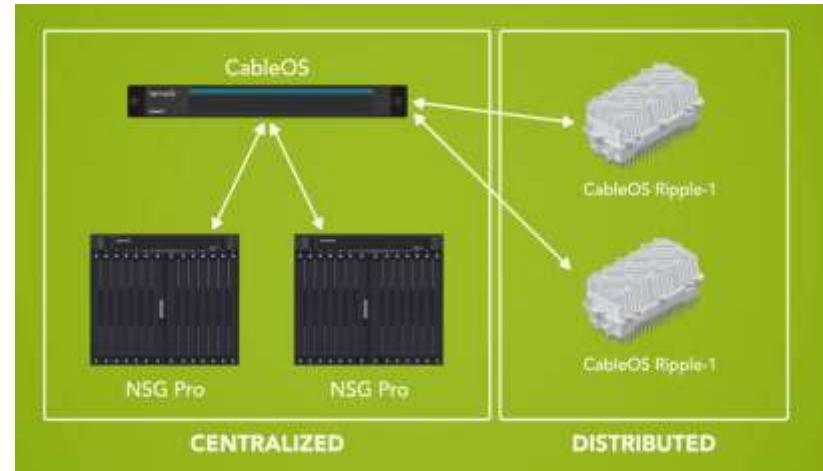 CableOS
CableOS Ripple-1
NSG Pro
NSG Pro
CableOS Ripple-1
CENTRALIZED
DISTRIBUTED